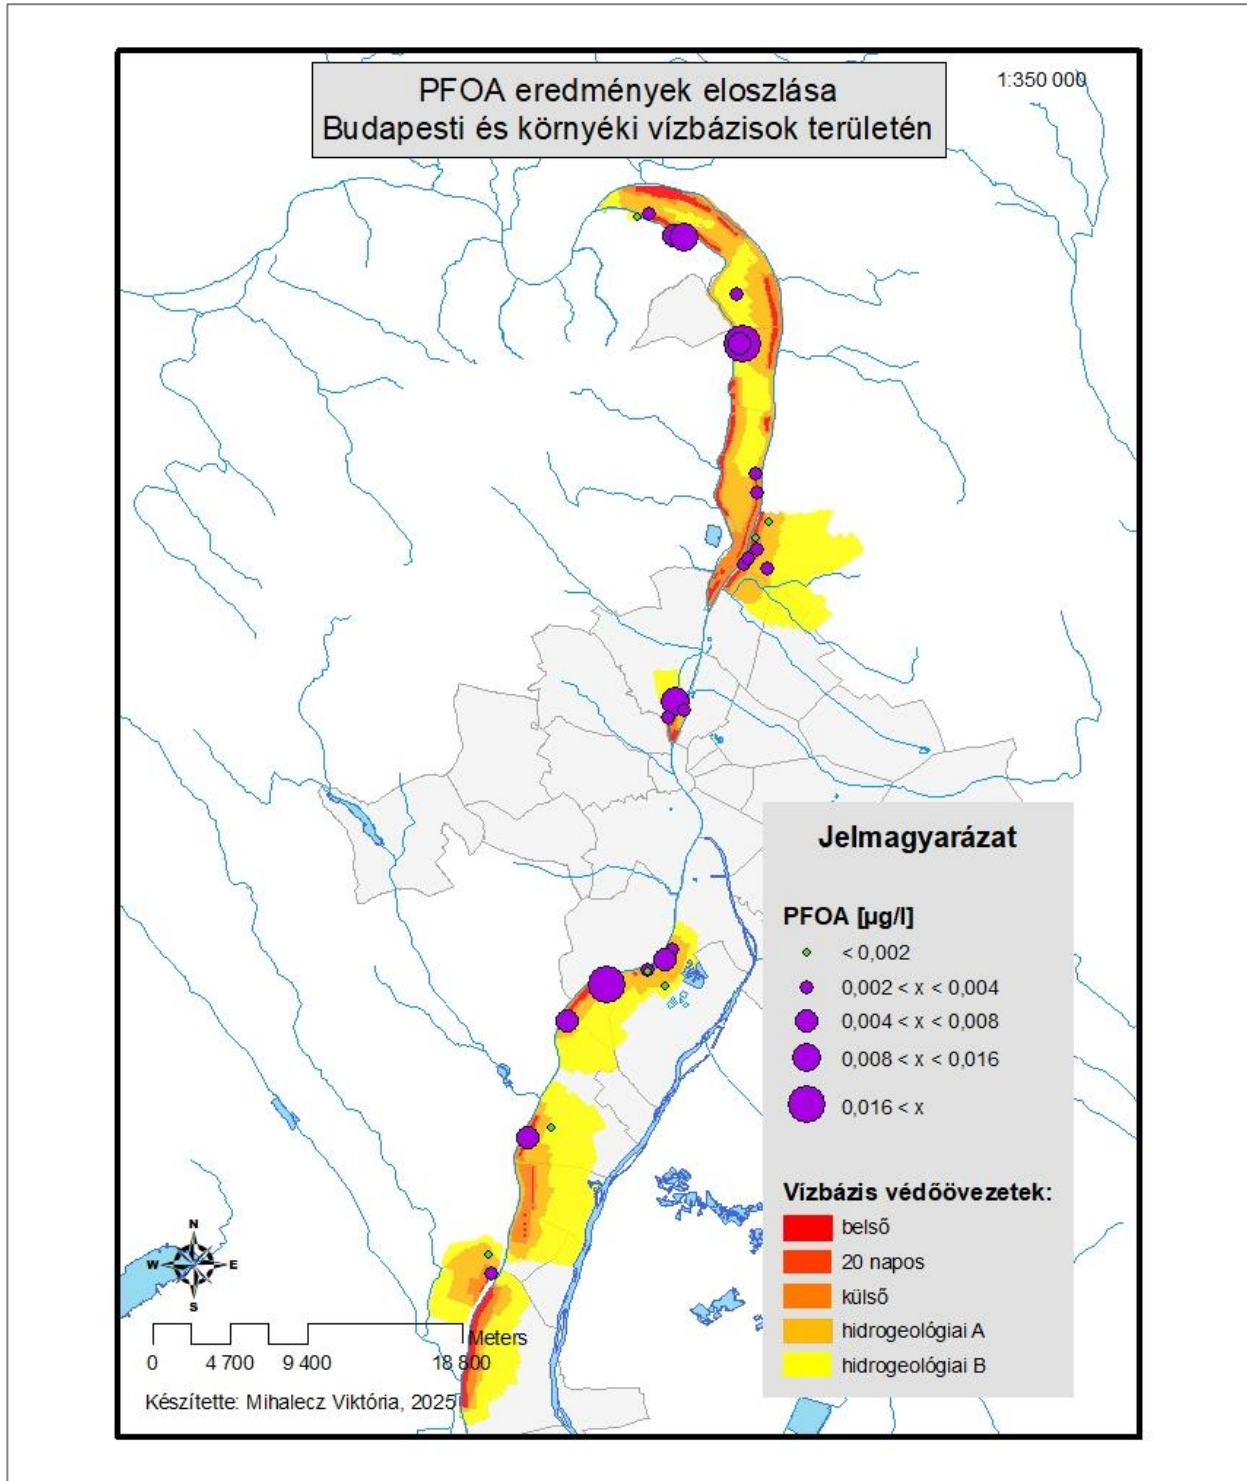 PFOA eredmények eloszlása
Budapesti és környéki vízbázisok területén
1:350 000
Jelmagyarázat
PFOA [µg/l]
< 0,002
0,002 < x < 0,004
0,004 < x < 0,008
0,008 < x < 0,016
0,016 < x
Vízbázis védőövezetek:
belső
20 napos
külső
hidrogeológiai A
hidrogeológiai B
N
W E
S
Meters
0 4 700 9 400 18 800
Készítette: Mihalecz Viktória, 2025